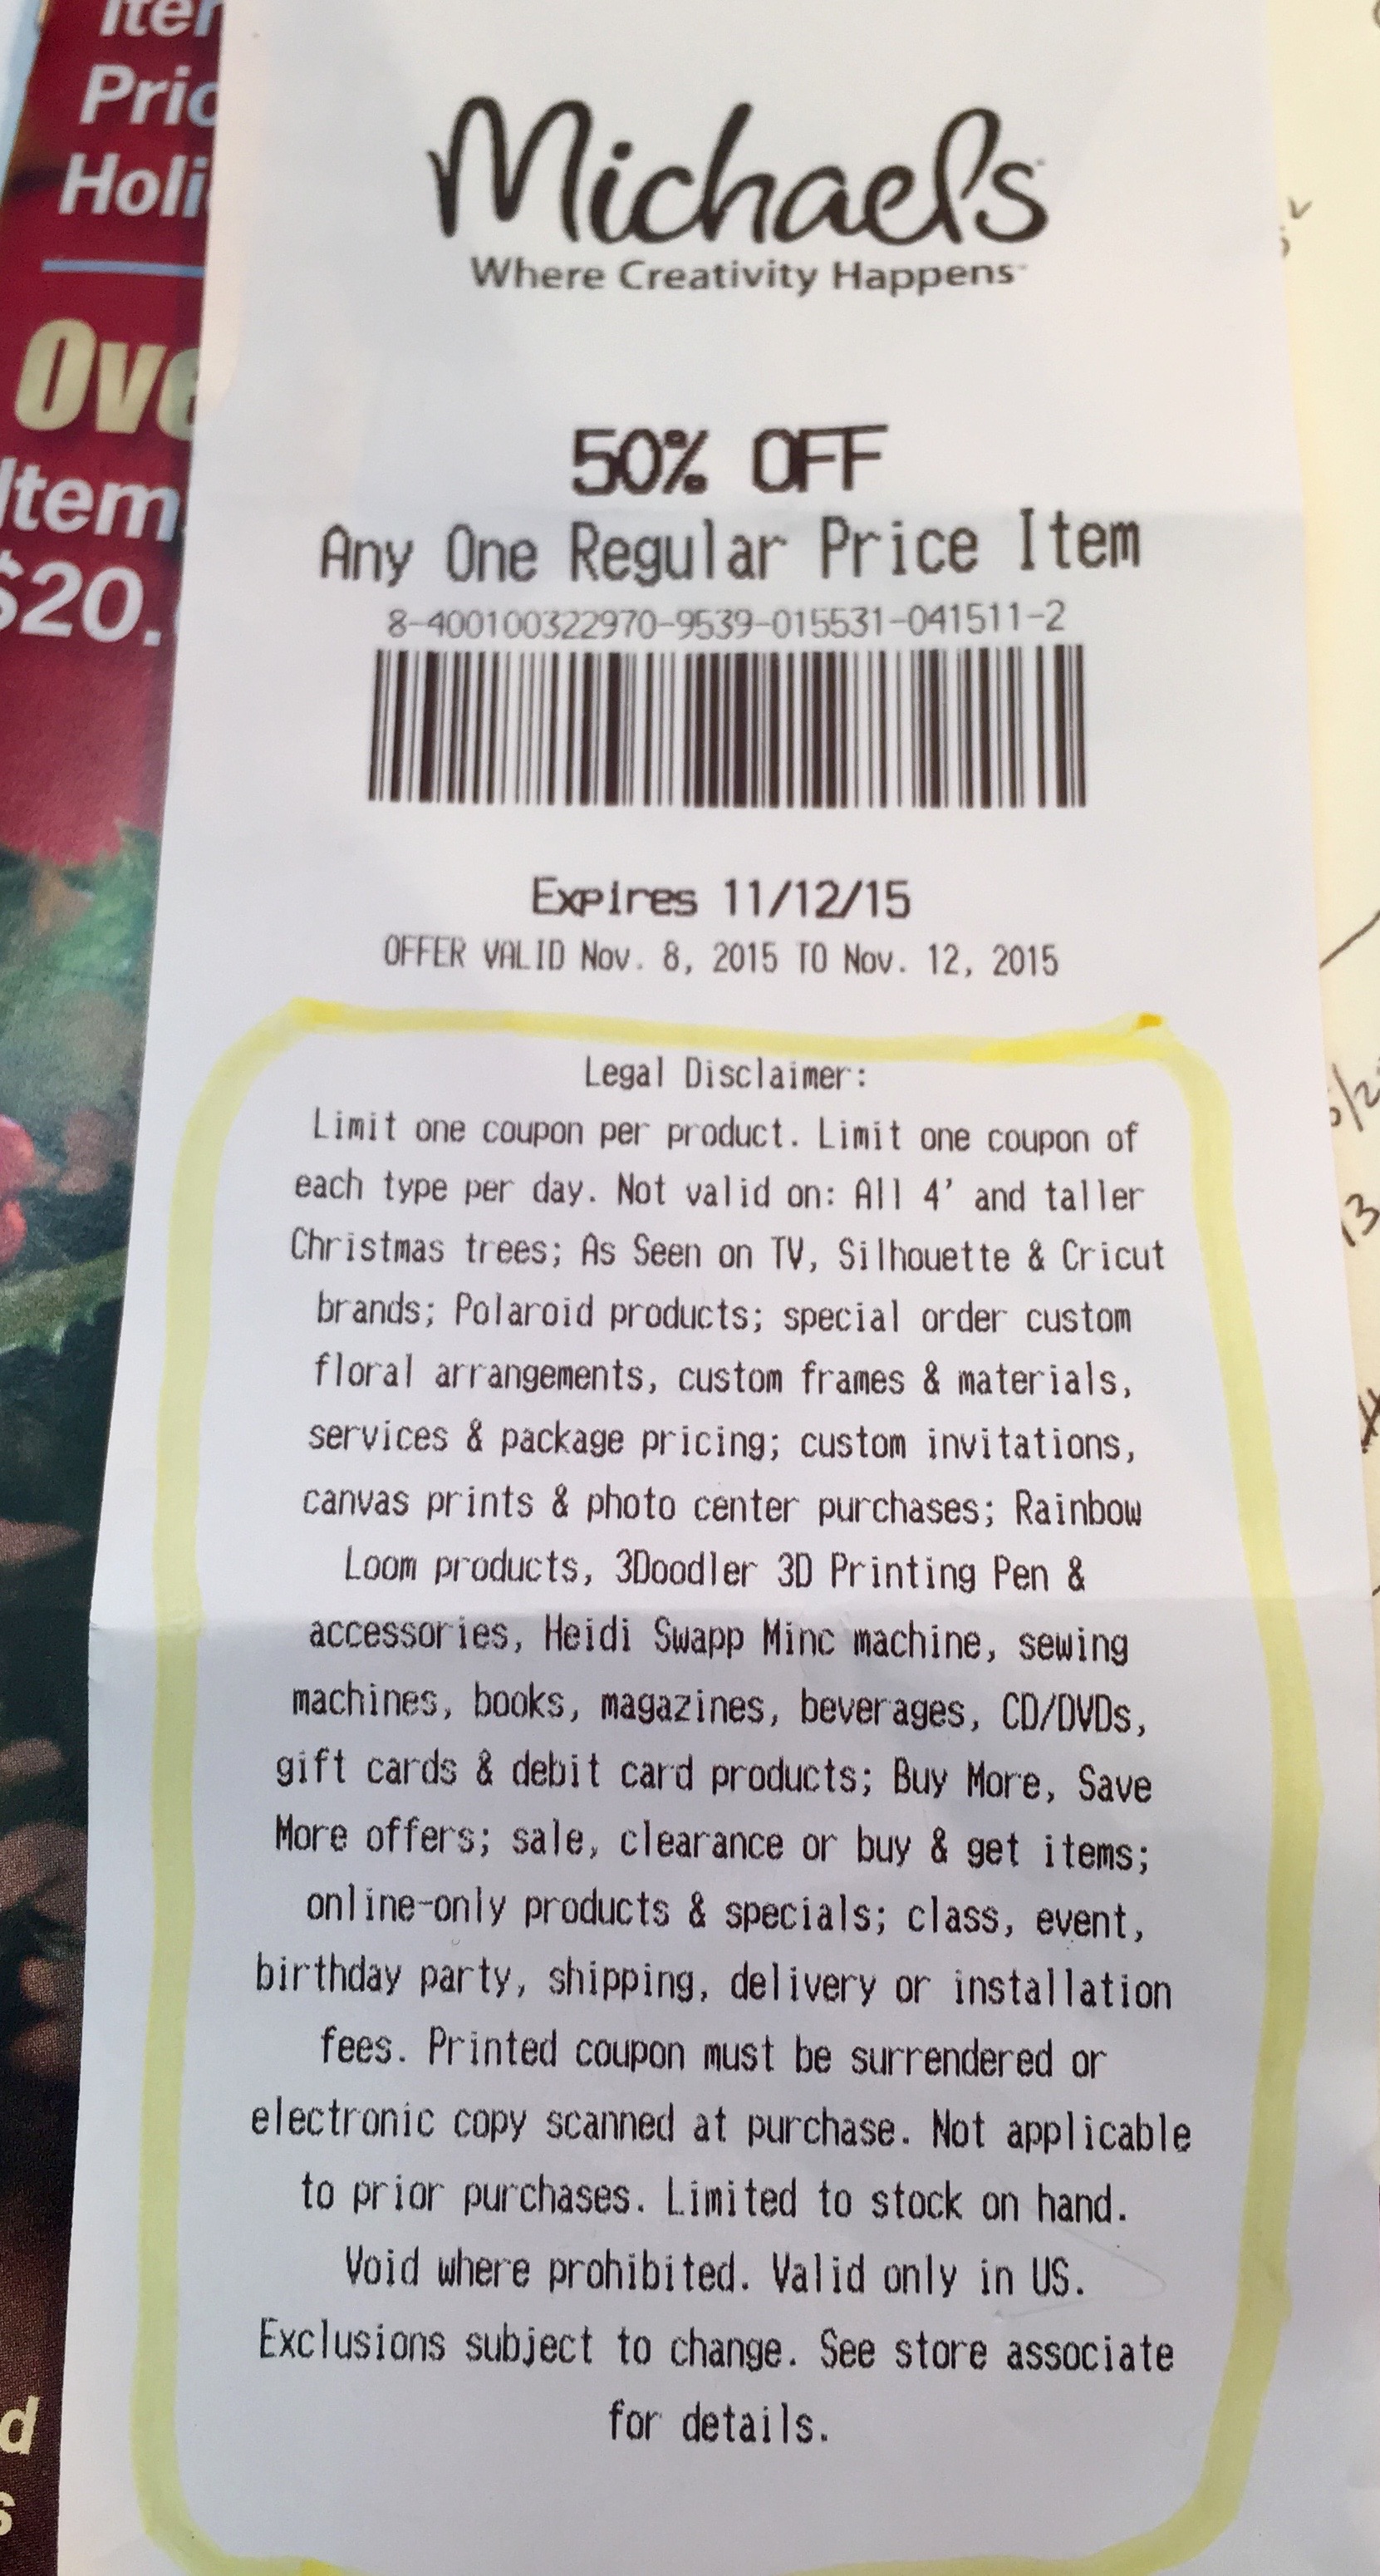 Michaels
Where Creativity Happens
50% OFF
Any One Regular Price Item
8-400100322970-9539-015531-041511-2
Expires 11/12/15
OFFER VALID Nov. 8, 2015 TO Nov. 12, 2015
Legal Disclaimer:
Limit one coupon per product. Limit one coupon of
each type per day. Not valid on: All 4' and taller
Christmas trees; As Seen on TV, Silhouette & Cricut
brands; Polaroid products; special order custom
floral arrangements, custom frames & materials,
services & package pricing; custom invitations,
canvas prints & photo center purchases; Rainbow
Loom products, 3Doodler 3D Printing Pen &
accessories, Heidi Swapp Minc machine, sewing
machines, books, magazines, beverages, CD/DVDs,
gift cards & debit card products; Buy More, Save
More offers; sale, clearance or buy & get items;
online-only products & specials; class, event,
birthday party, shipping, delivery or installation
fees. Printed coupon must be surrendered or
electronic copy scanned at purchase. Not applicable
to prior purchases. Limited to stock on hand.
Void where prohibited. Valid only in US.
Exclusions subject to change. See store associate
for details.
Item
$20.